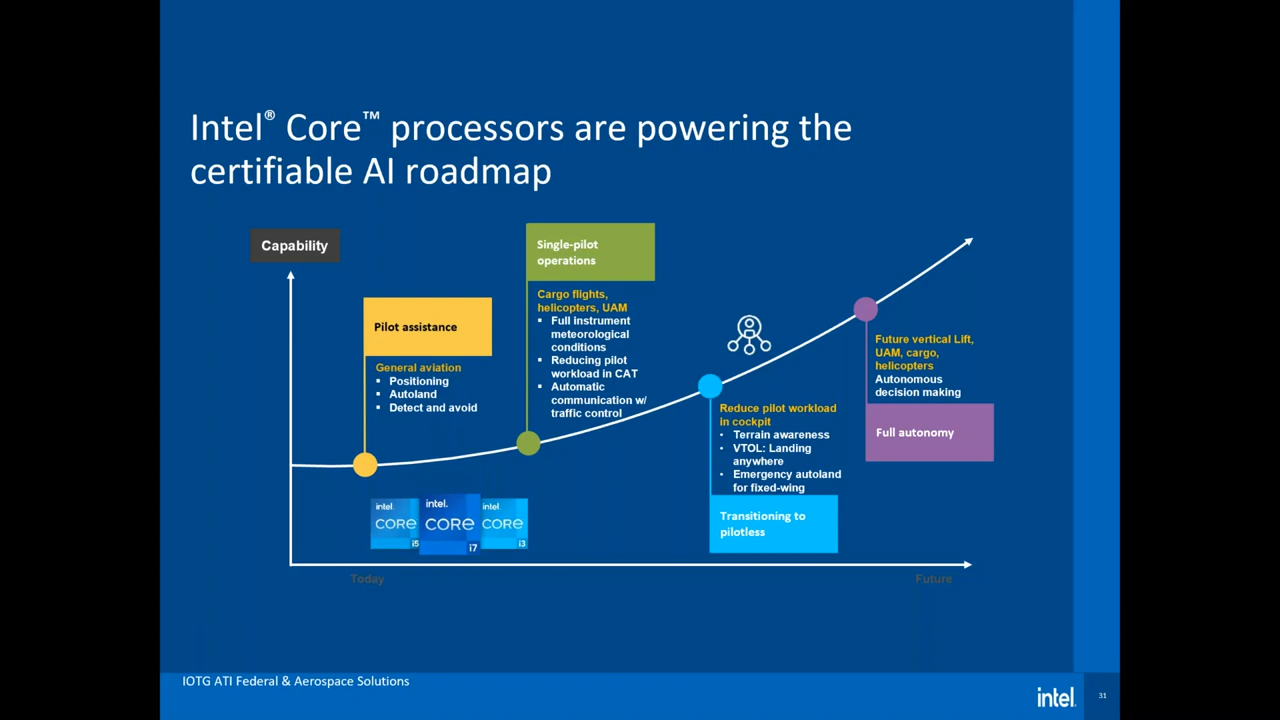 Intel® Core™ processors are powering the
certifiable AI roadmap
Capability
Pilot assistance
General aviation
▪ Positioning
▪ Autoland
▪ Detect and avoid
Single-pilot
operations
Cargo flights,
helicopters, UAM
▪ Full instrument
meteorological
conditions
▪ Reducing pilot
workload in CAT
▪ Automatic
communication w/
traffic control
Reduce pilot workload
in cockpit
• Terrain awareness
• VTOL: Landing
anywhere
• Emergency autoland
for fixed-wing
Transitioning to
pilotless
Future vertical Lift,
UAM, cargo,
helicopters
Autonomous
decision making
Full autonomy
intel.
CORE
i5
intel.
CORE
i7
intel.
CORE
i3
Today
Future
IOTG ATI Federal & Aerospace Solutions
intel.
31